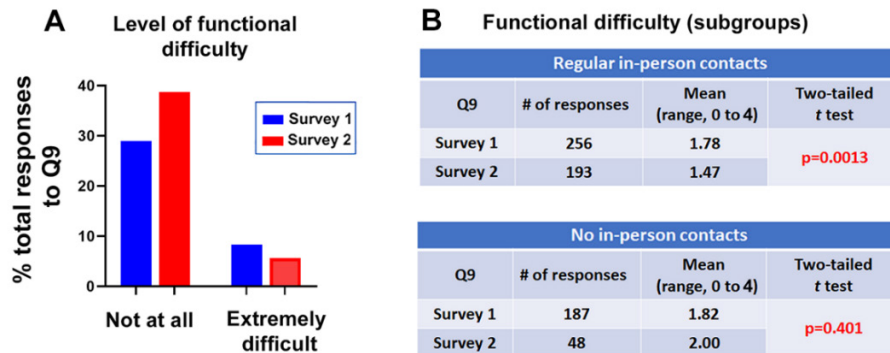 A
Level of functional
difficulty
% total responses
to Q9
40
30
20
10
0
Survey 1
Survey 2
Not at all
Extremely
difficult
B
Functional difficulty (subgroups)
Regular in-person contacts
Q9
# of responses
Mean
(range, 0 to 4)
Two-tailed
t test
Survey 1
256
1.78
p=0.0013
Survey 2
193
1.47
No in-person contacts
Q9
# of responses
Mean
(range, 0 to 4)
Two-tailed
t test
Survey 1
187
1.82
p=0.401
Survey 2
48
2.00